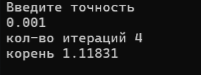 Введите точность
0.001
кол-во итераций 4
корень 1.11831